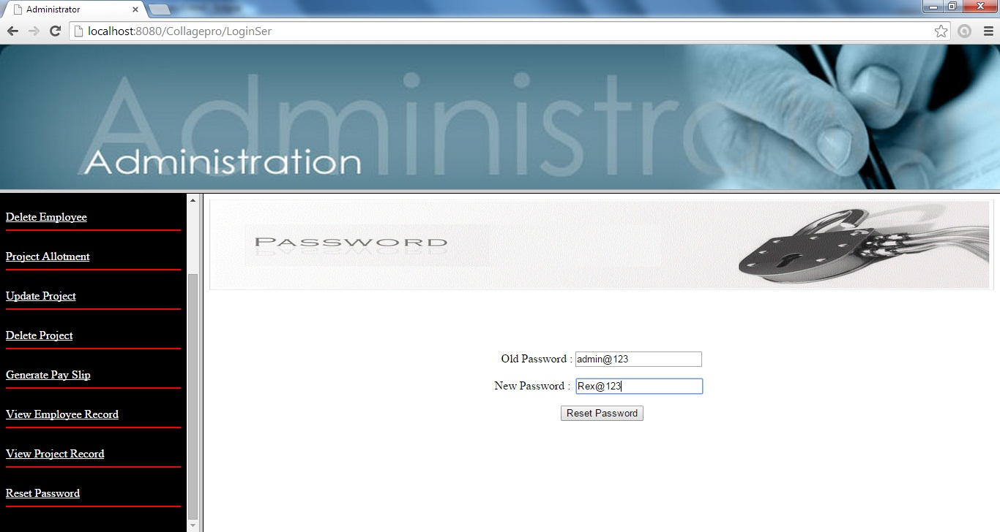 Administrator
localhost:8080/Collagepro/LoginSer
Administrat
Administration
Delete Employee
Project Allotment
Update Project
Delete Project
Generate Pay Slip
View Employee Record
View Project Record
Reset Password
PASSWORD
Old Password : admin@123
New Password : Rex@123
Reset Password